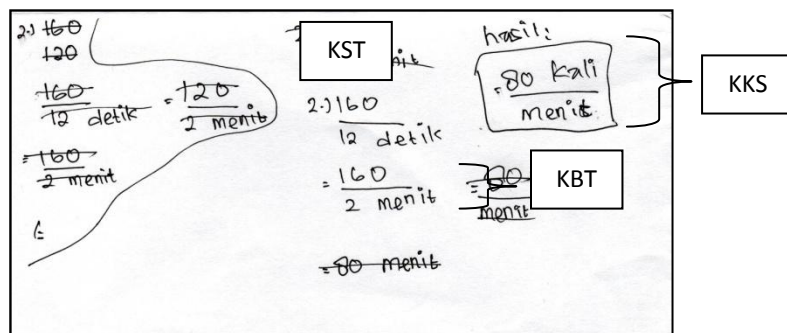 2.) 160
120
160
12 detik
= 120
2 menit
= 160
2 menit
KST
2.) 160
12 detik
= 160
2 menit
= 80 menit
hasil:
= 80 kali
menit
KKS
KBT
menit